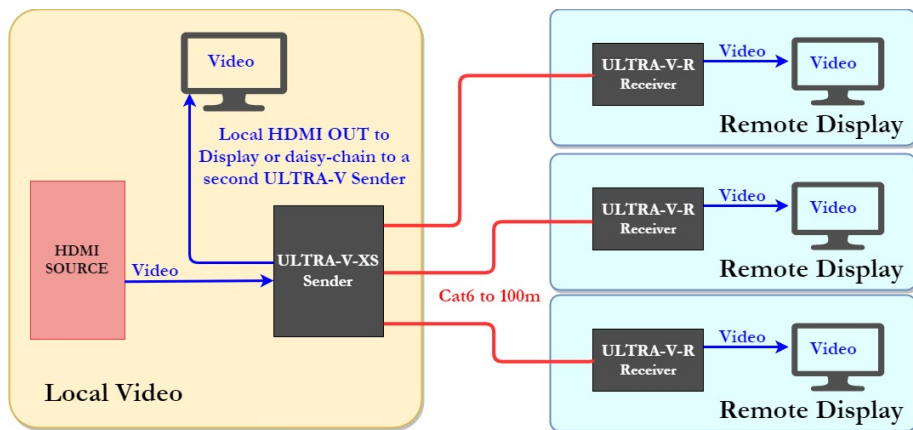 Video
Local HDMI OUT to
Display or daisy-chain to a
second ULTRA-V Sender
HDMI
SOURCE
Video
ULTRA-V-XS
Sender
Cat6 to 100m
Local Video
ULTRA-V-R
Receiver
Video
Video
Remote Display
ULTRA-V-R
Receiver
Video
Video
Remote Display
ULTRA-V-R
Receiver
Video
Video
Remote Display